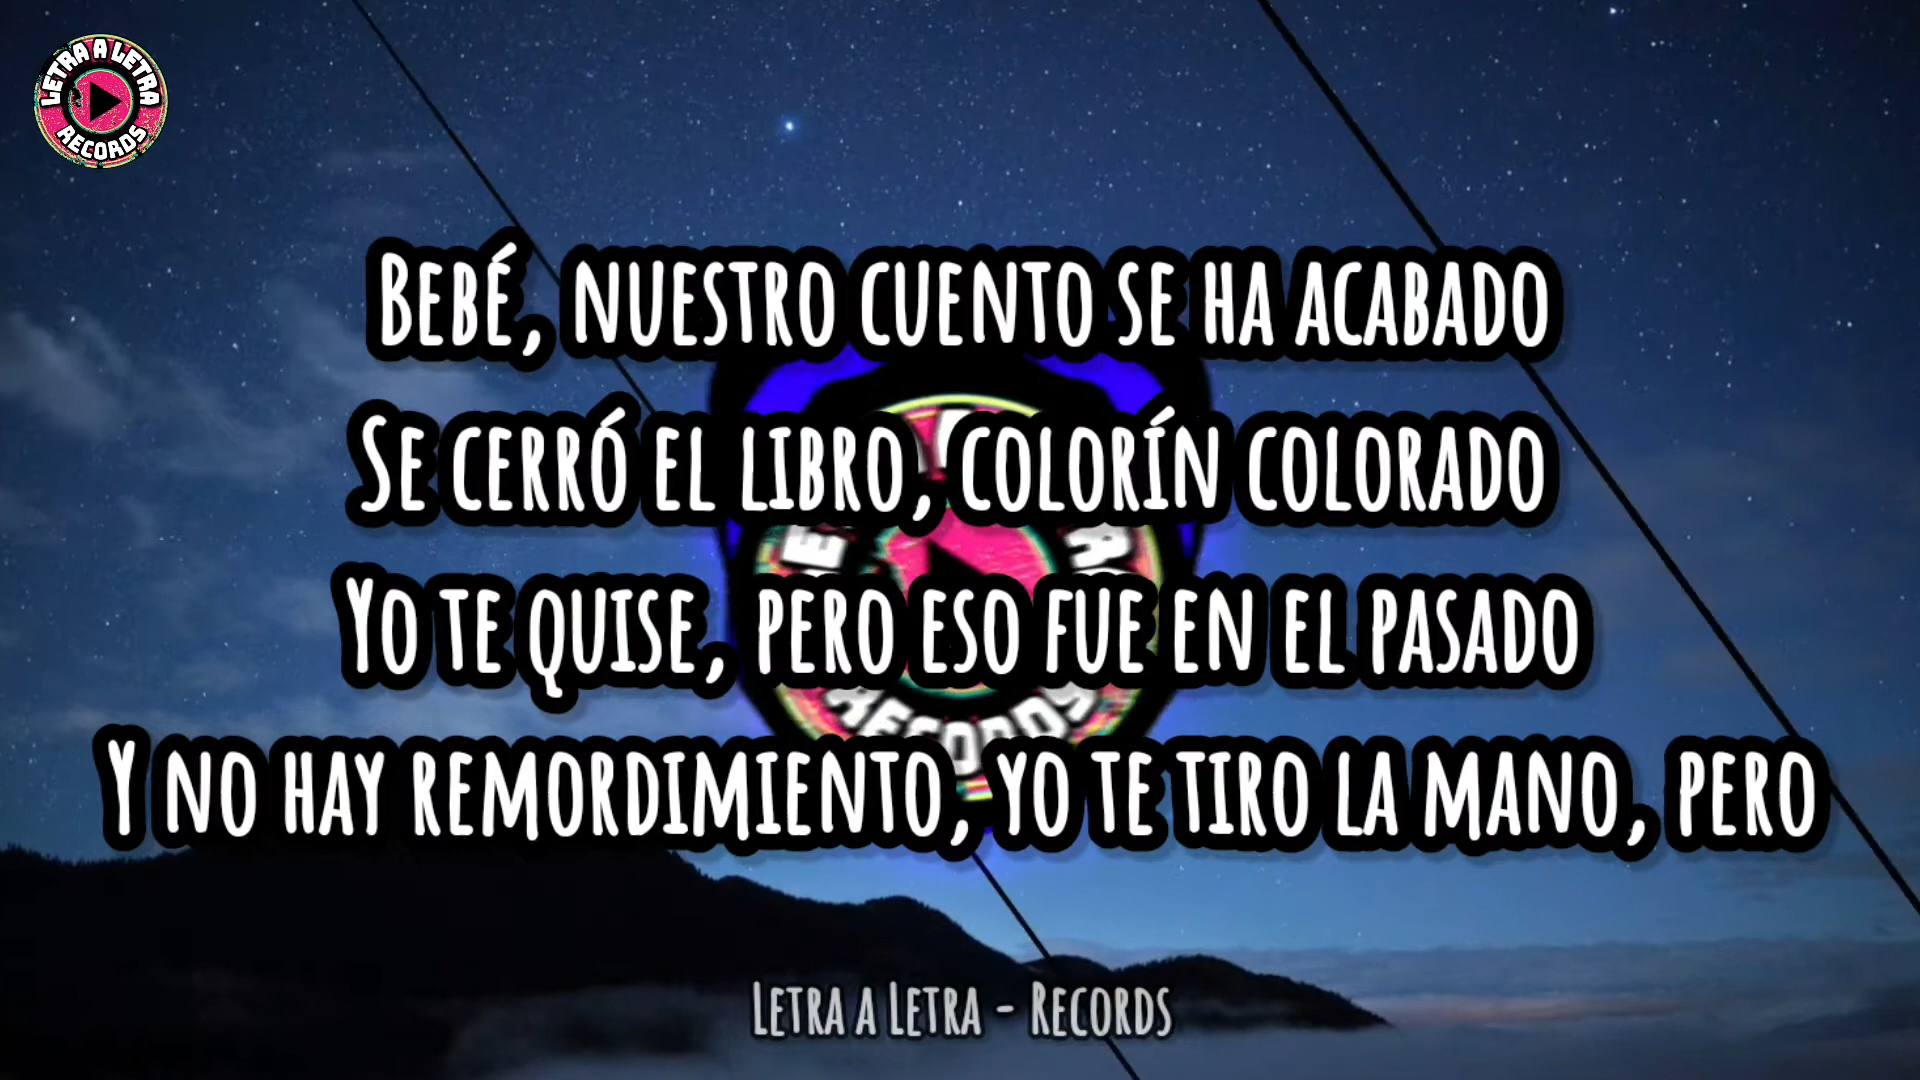 LETRA A LETRA
RECORDS
Bebé, nuestro cuento se ha acabado
Se cerró el libro, colorín colorado
Yo te quise, pero eso fue en el pasado
Y no hay remordimiento, yo te tiro la mano, pero
RECORDS
Letra a Letra - Records